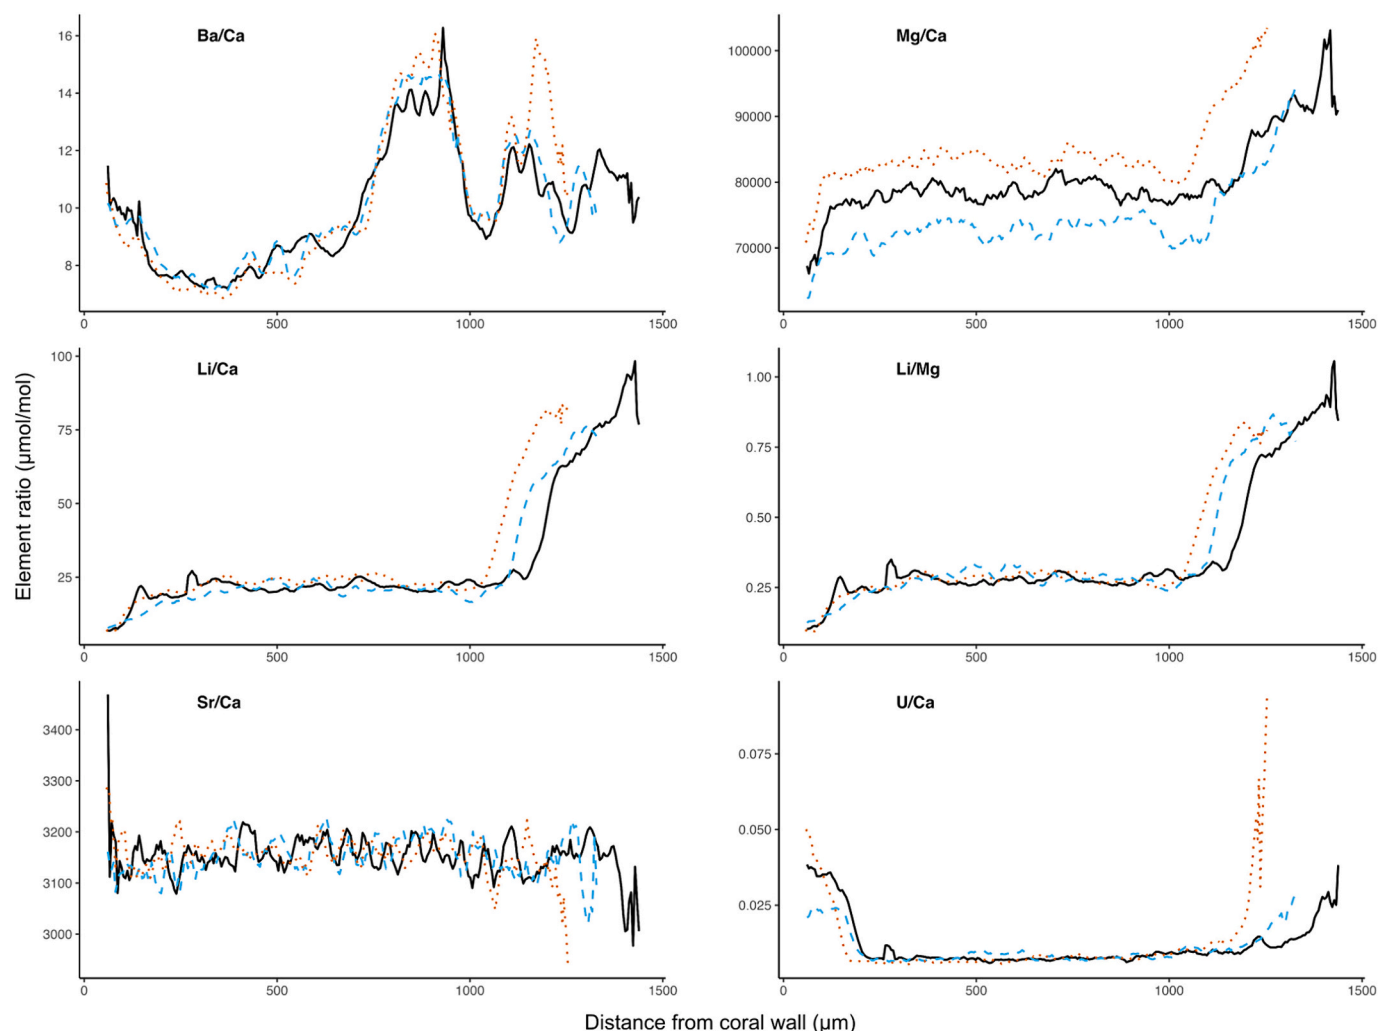 Ba/Ca
16
14
12
10
8
0 500 1000 1500
Mg/Ca
100000
90000
80000
70000
0 500 1000 1500
Li/Ca
100
75
50
25
0 500 1000 1500
Li/Mg
1.00
0.75
0.50
0.25
0 500 1000 1500
Sr/Ca
3400
3300
3200
3100
3000
0 500 1000 1500
U/Ca
0.075
0.050
0.025
0 500 1000 1500
Element ratio (µmol/mol)
Distance from coral wall (µm)